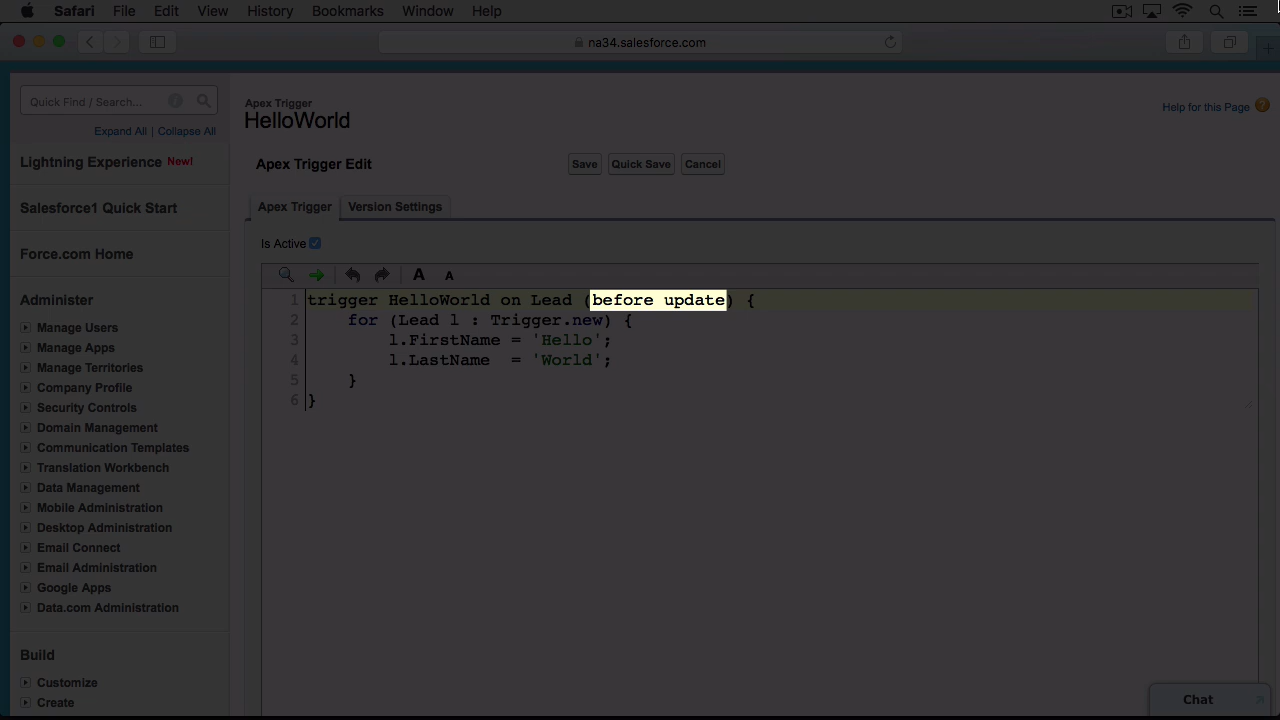 Safari File Edit View History Bookmarks Window Help
na34.salesforce.com
Quick Find / Search...
Expand All | Collapse All
Lightning Experience New!
Salesforce1 Quick Start
Force.com Home
Administer
Manage Users
Manage Apps
Manage Territories
Company Profile
Security Controls
Domain Management
Communication Templates
Translation Workbench
Data Management
Mobile Administration
Desktop Administration
Email Connect
Email Administration
Google Apps
Data.com Administration
Build
Customize
Create
Apex Trigger
HelloWorld
Help for this Page ?
Apex Trigger Edit
Save Quick Save Cancel
Apex Trigger Version Settings
Is Active
A A
1 trigger HelloWorld on Lead (before update) {
2 for (Lead l : Trigger.new) {
3 l.FirstName = 'Hello';
4 l.LastName = 'World';
5 }
6 }
Chat